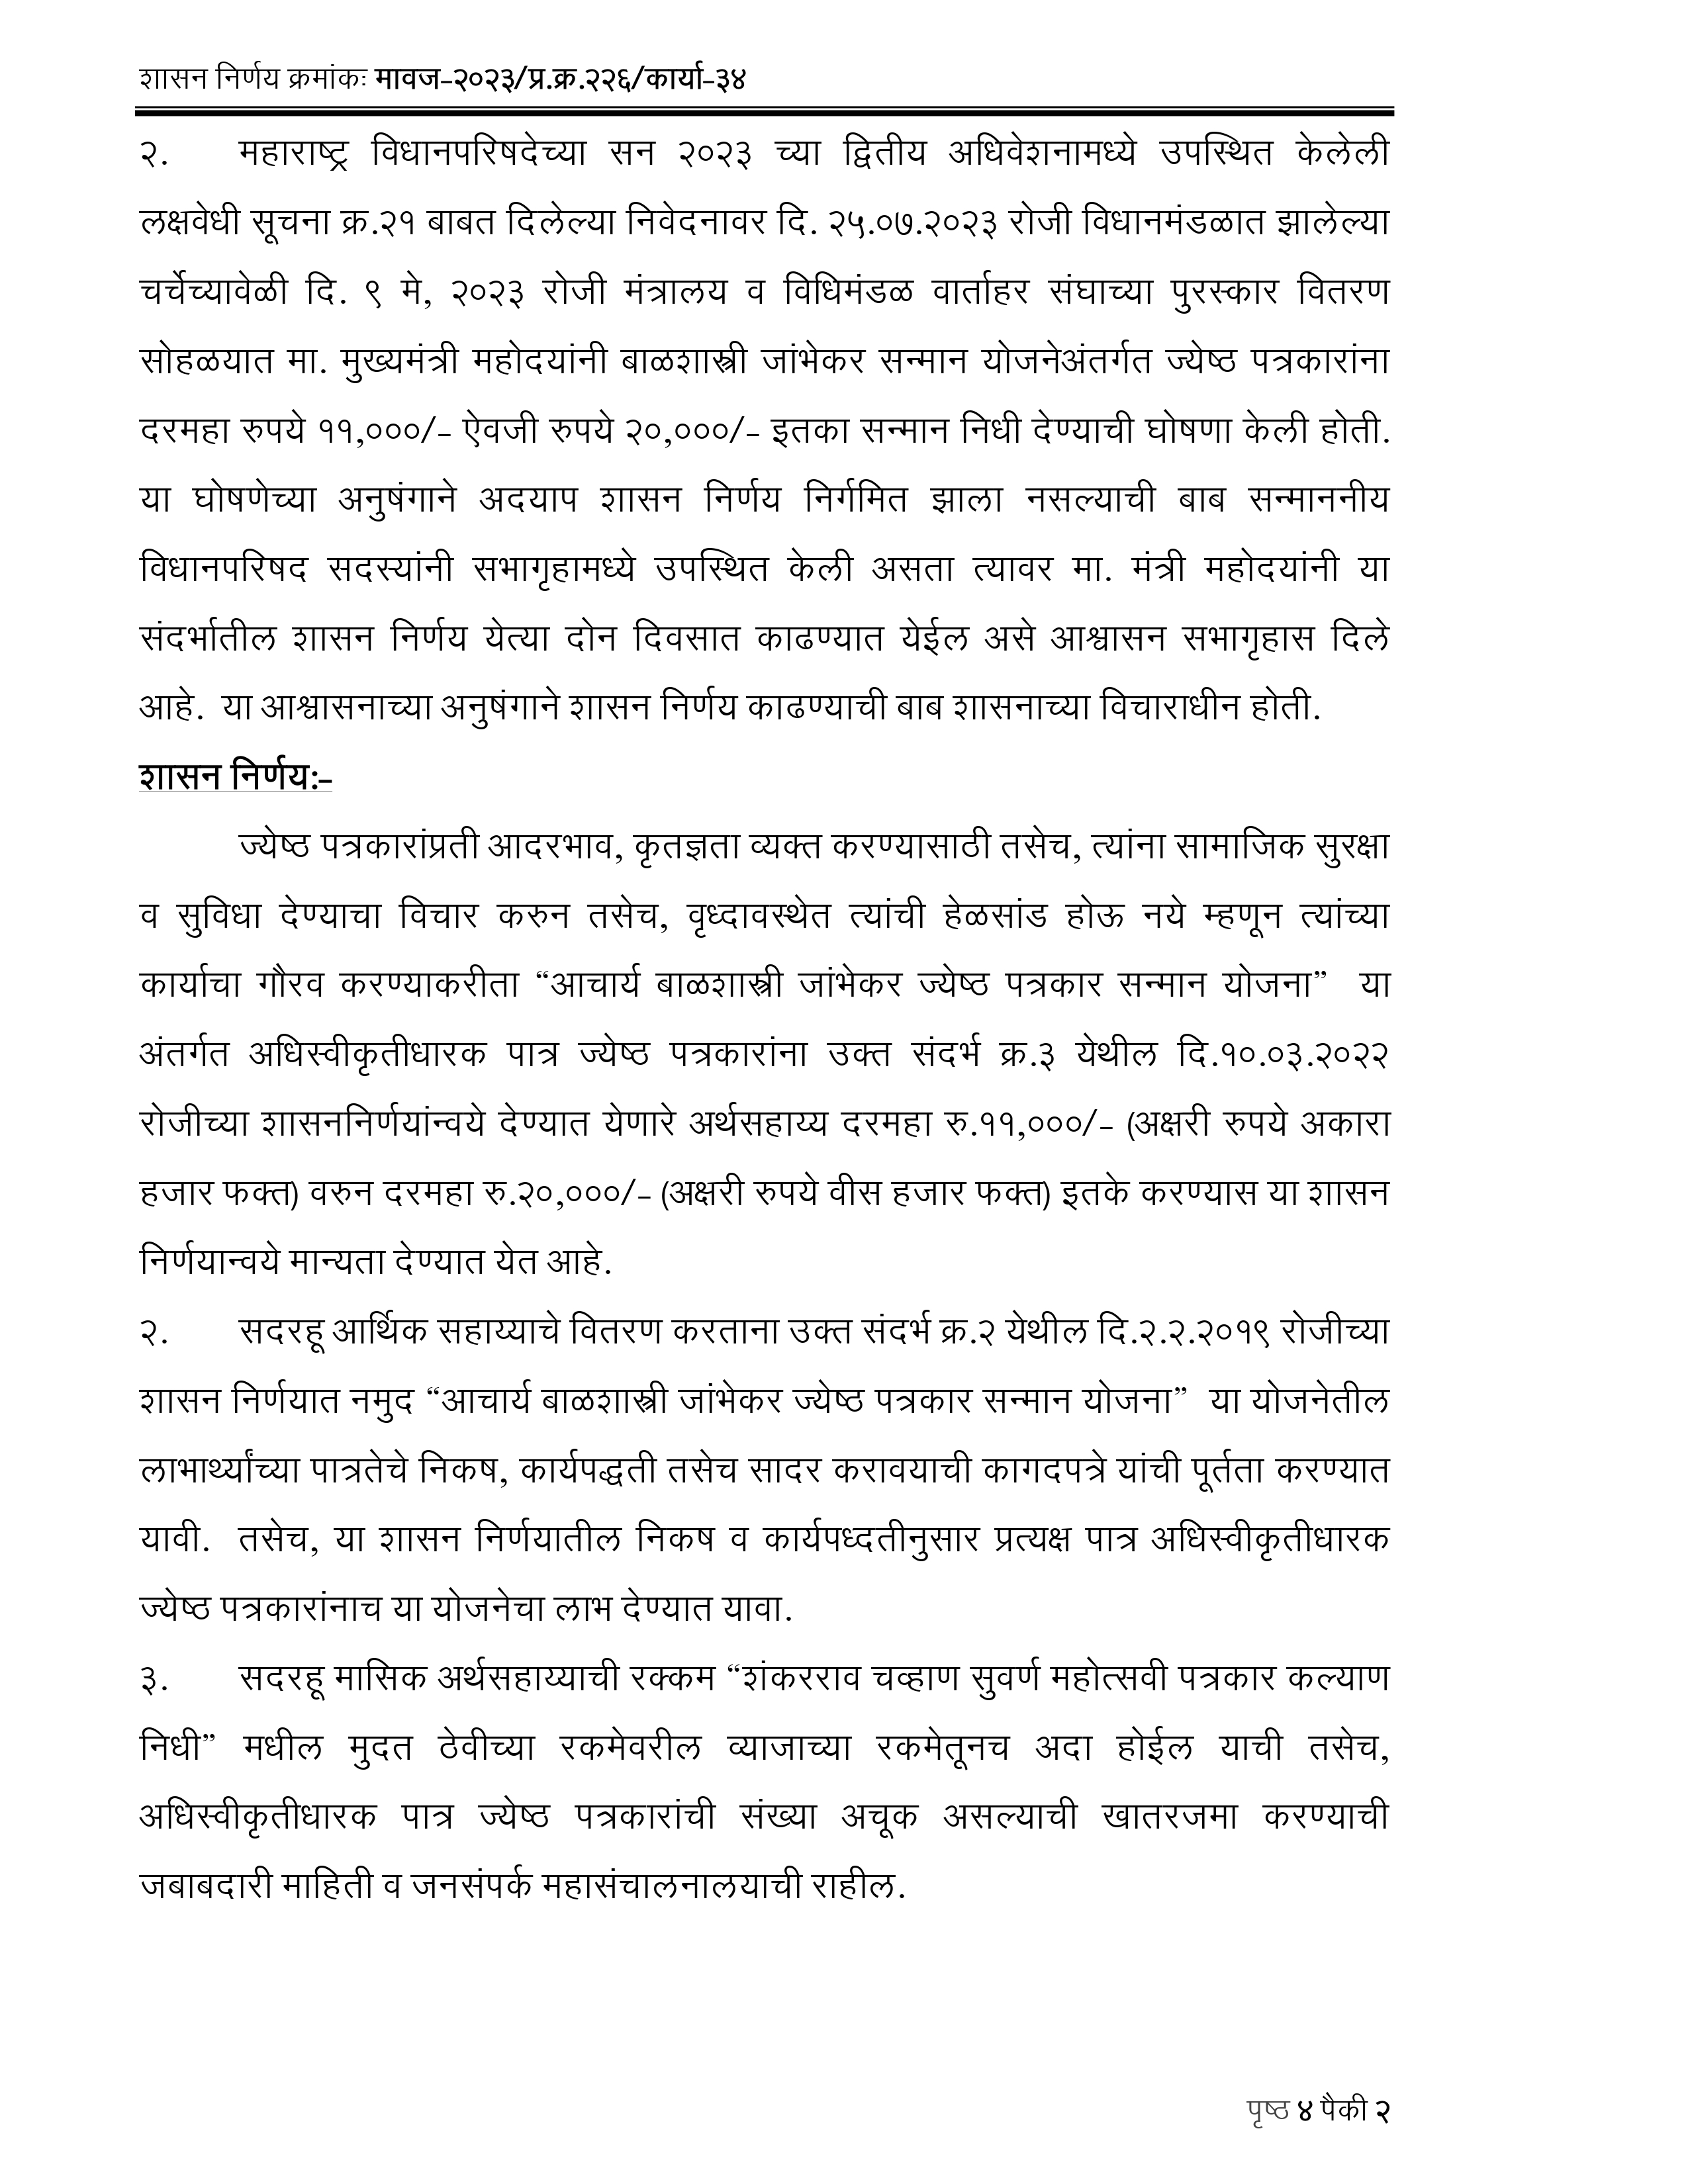 शासन निर्णय क्रमांकः मावज-२०२३/प्र.क्र.२२६/कार्या-३४
२. महाराष्ट्र विधानपरिषदेच्या सन २०२३ च्या द्वितीय अधिवेशनामध्ये उपस्थित केलेली
लक्षवेधी सूचना क्र.२१ बाबत दिलेल्या निवेदनावर दि. २५.०७.२०२३ रोजी विधानमंडळात झालेल्या
चर्चेच्यावेळी दि. ९ मे, २०२३ रोजी मंत्रालय व विधिमंडळ वार्ताहर संघाच्या पुरस्कार वितरण
सोहळयात मा. मुख्यमंत्री महोदयांनी बाळशास्त्री जांभेकर सन्मान योजनेअंतर्गत ज्येष्ठ पत्रकारांना
दरमहा रुपये ११,०००/- ऐवजी रुपये २०,०००/- इतका सन्मान निधी देण्याची घोषणा केली होती.
या घोषणेच्या अनुषंगाने अदयाप शासन निर्णय निर्गमित झाला नसल्याची बाब सन्माननीय
विधानपरिषद सदस्यांनी सभागृहामध्ये उपस्थित केली असता त्यावर मा. मंत्री महोदयांनी या
संदर्भातील शासन निर्णय येत्या दोन दिवसात काढण्यात येईल असे आश्वासन सभागृहास दिले
आहे. या आश्वासनाच्या अनुषंगाने शासन निर्णय काढण्याची बाब शासनाच्या विचाराधीन होती.
शासन निर्णय:-
ज्येष्ठ पत्रकारांप्रती आदरभाव, कृतज्ञता व्यक्त करण्यासाठी तसेच, त्यांना सामाजिक सुरक्षा
व सुविधा देण्याचा विचार करुन तसेच, वृध्दावस्थेत त्यांची हेळसांड होऊ नये म्हणून त्यांच्या
कार्याचा गौरव करण्याकरीता “आचार्य बाळशास्त्री जांभेकर ज्येष्ठ पत्रकार सन्मान योजना” या
अंतर्गत अधिस्वीकृतीधारक पात्र ज्येष्ठ पत्रकारांना उक्त संदर्भ क्र.३ येथील दि.१०.०३.२०२२
रोजीच्या शासननिर्णयांन्वये देण्यात येणारे अर्थसहाय्य दरमहा रु.११,०००/- (अक्षरी रुपये अकारा
हजार फक्त) वरुन दरमहा रु.२०,०००/- (अक्षरी रुपये वीस हजार फक्त) इतके करण्यास या शासन
निर्णयान्वये मान्यता देण्यात येत आहे.
२. सदरहू आर्थिक सहाय्याचे वितरण करताना उक्त संदर्भ क्र.२ येथील दि.२.२.२०१९ रोजीच्या
शासन निर्णयात नमुद “आचार्य बाळशास्त्री जांभेकर ज्येष्ठ पत्रकार सन्मान योजना” या योजनेतील
लाभार्थ्यांच्या पात्रतेचे निकष, कार्यपद्धती तसेच सादर करावयाची कागदपत्रे यांची पूर्तता करण्यात
यावी. तसेच, या शासन निर्णयातील निकष व कार्यपध्दतीनुसार प्रत्यक्ष पात्र अधिस्वीकृतीधारक
ज्येष्ठ पत्रकारांनाच या योजनेचा लाभ देण्यात यावा.
३. सदरहू मासिक अर्थसहाय्याची रक्कम “शंकरराव चव्हाण सुवर्ण महोत्सवी पत्रकार कल्याण
निधी” मधील मुदत ठेवीच्या रकमेवरील व्याजाच्या रकमेतूनच अदा होईल याची तसेच,
अधिस्वीकृतीधारक पात्र ज्येष्ठ पत्रकारांची संख्या अचूक असल्याची खातरजमा करण्याची
जबाबदारी माहिती व जनसंपर्क महासंचालनालयाची राहील.
पृष्ठ ४ पैकी २